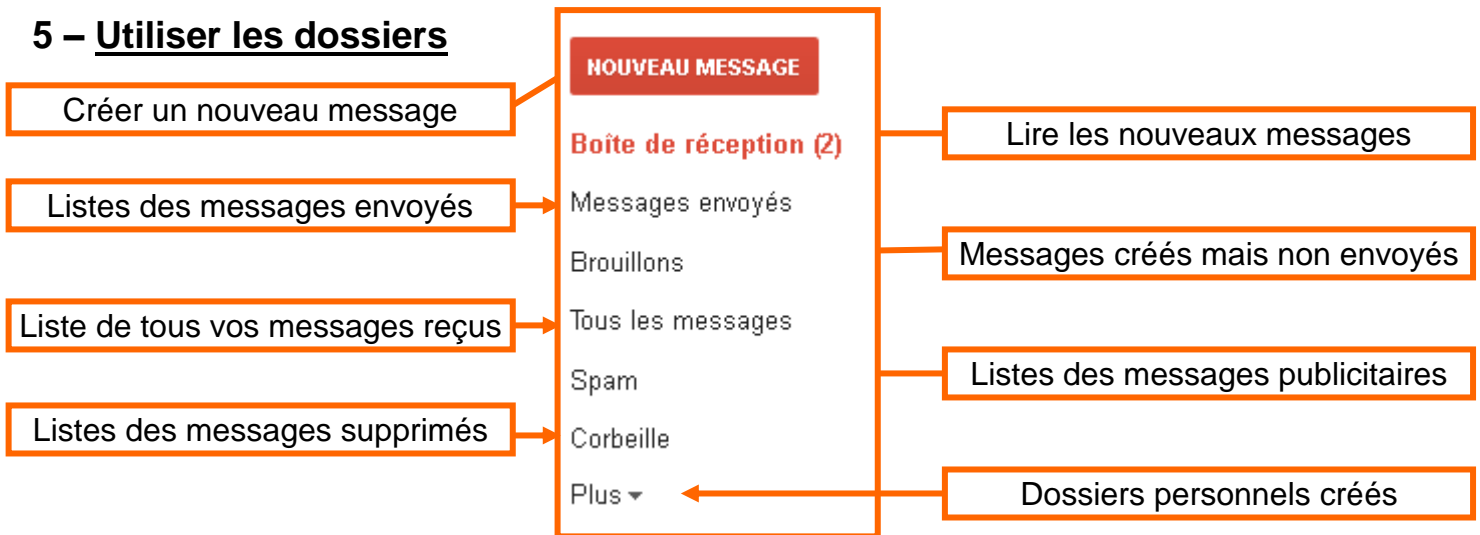 5 – Utiliser les dossiers
NOUVEAU MESSAGE
Créer un nouveau message
Boîte de réception (2)
Lire les nouveaux messages
Listes des messages envoyés
Messages envoyés
Brouillons
Messages créés mais non envoyés
Liste de tous vos messages reçus
Tous les messages
Spam
Listes des messages publicitaires
Listes des messages supprimés
Corbeille
Plus
Dossiers personnels créés